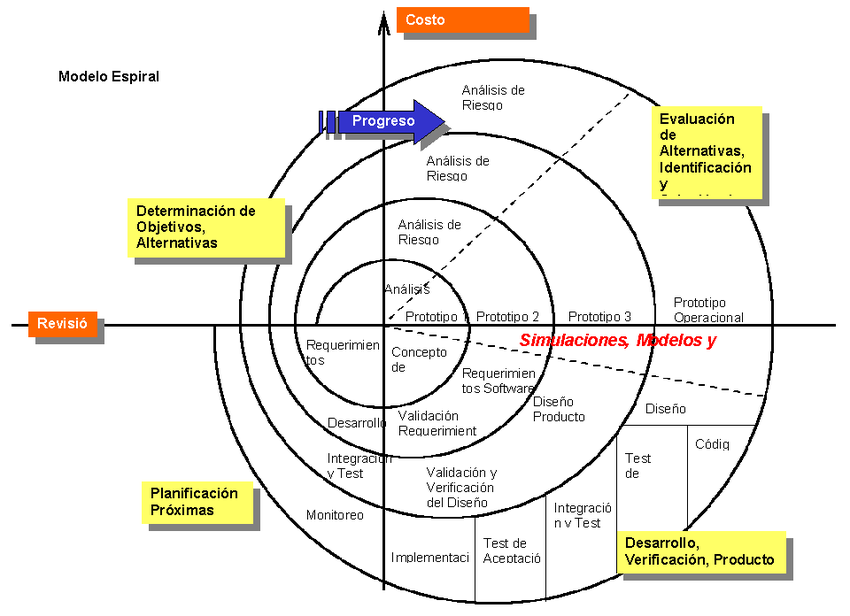 Costo
Modelo Espiral
Análisis de
Riesgo
Progreso
Evaluación
de
Alternativas,
Identificación
y
Análisis de
Riesgo
Determinación de
Objetivos,
Alternativas
Análisis de
Riesgo
Análisis
Prototipo
Prototipo 2
Prototipo 3
Prototipo
Operacional
Revisió
Simulaciones, Modelos y
Requerimien
tos
Concepto
de
Requerimien
tos Software
Diseño
Producto
Diseño
Desarrollo
Validación
Requerimient
Códig
Integración
y Test
Validación y
Verificación
del Diseño
Test
de
Planificación
Próximas
Monitoreo
Integració
n y Test
Implementaci
Test de
Aceptació
Desarrollo,
Verificación, Producto